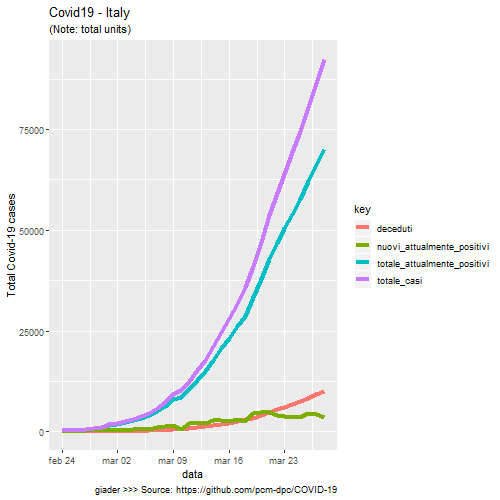 Covid19 - Italy
(Note: total units)
Total Covid-19 cases
75000
50000
25000
0
feb 24
mar 02
mar 09
mar 16
mar 23
data
key
deceduti
nuovi_attualmente_positivi
totale_attualmente_positivi
totale_casi
giader >>> Source: https://github.com/pcm-dpc/COVID-19